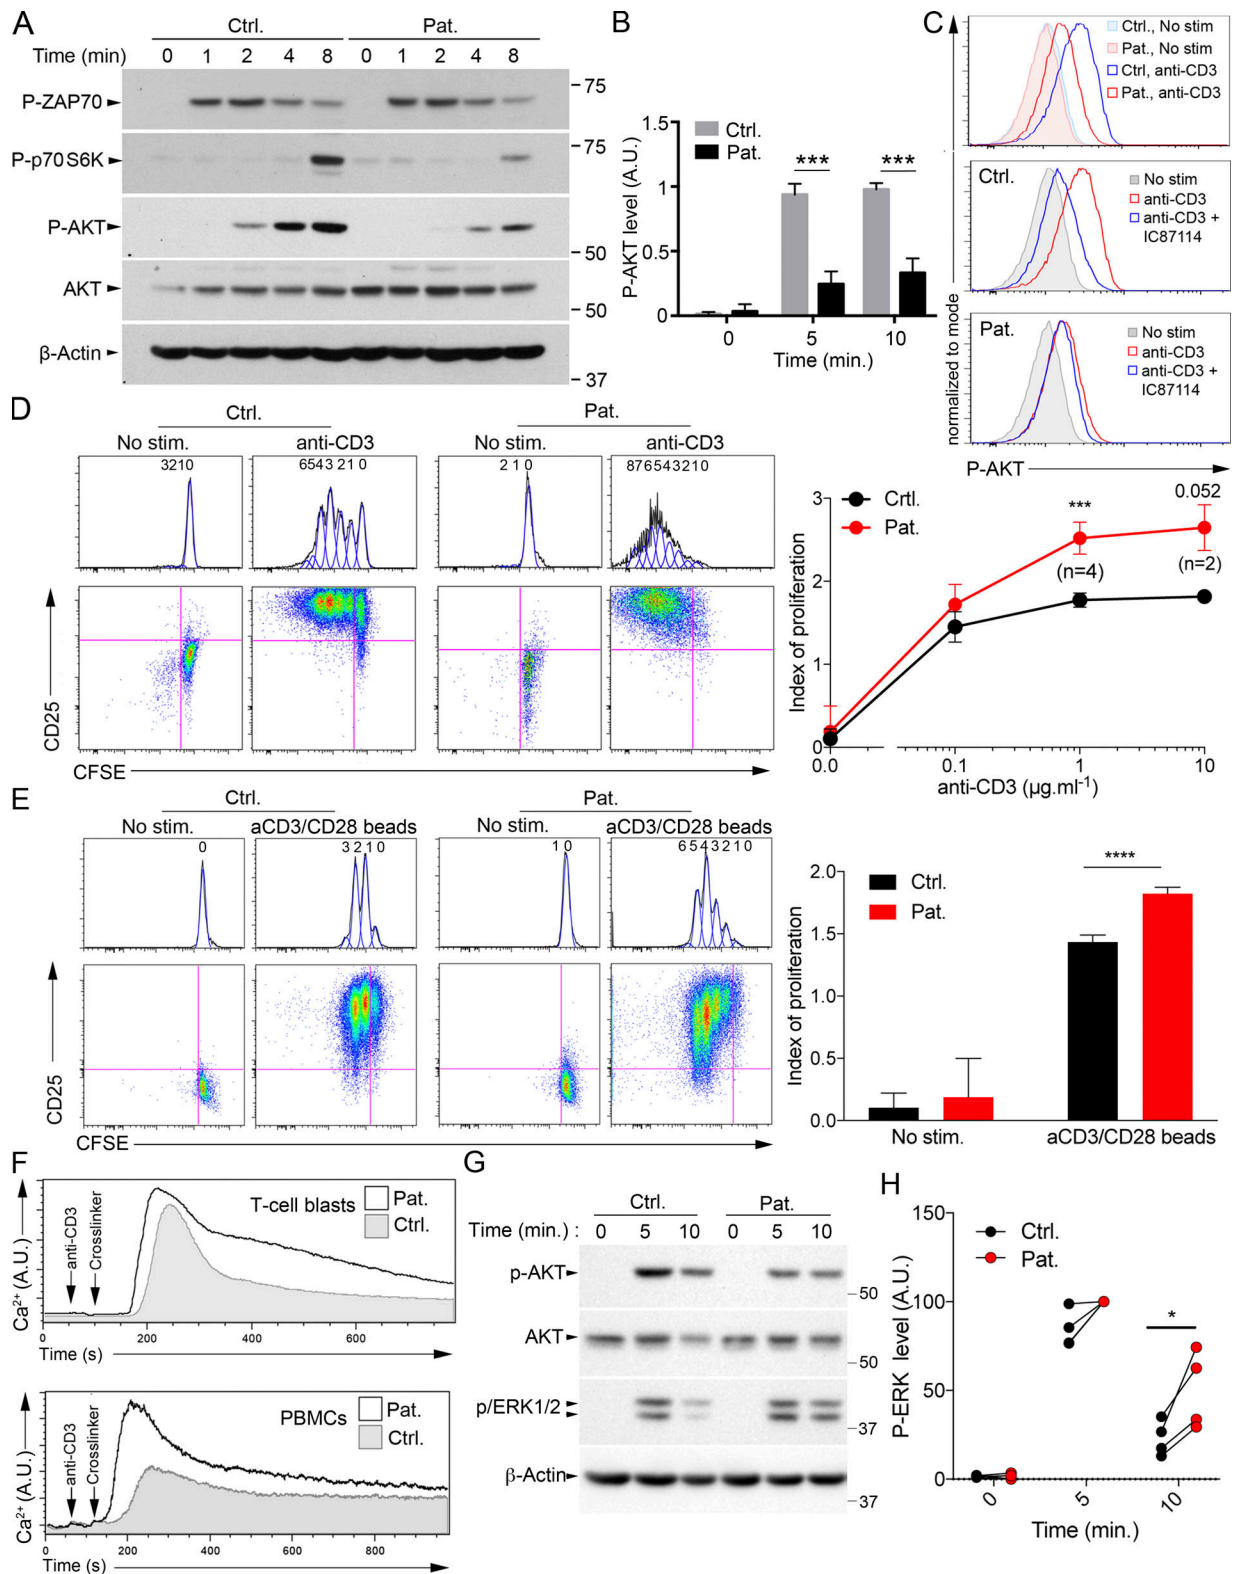 A
Ctrl. Pat.
Time (min) 0 1 2 4 8 0 1 2 4 8
P-ZAP70
75
P-p70S6K
75
P-AKT
50
AKT
50
β-Actin
37
B
P-AKT level (A.U.)
1.5
1
0.5
0
Ctrl.
Pat.
***
***
0 5 10
Time (min.)
C
Ctrl., No stim
Pat., No stim
Ctrl, anti-CD3
Pat., anti-CD3
Ctrl.
No stim
anti-CD3
anti-CD3 +
IC87114
Pat.
No stim
anti-CD3
anti-CD3 +
IC87114
normalized to mode
P-AKT
D
Ctrl. Pat.
No stim. anti-CD3 No stim. anti-CD3
3210 6543 21 0 2 1 0 876543210
CD25
CFSE
Crtl.
Pat.
Index of proliferation
3
2
1
0
***
0.052
(n=4)
(n=2)
0.0 0.1 1 10
anti-CD3 (µg.ml-1)
E
Ctrl. Pat.
No stim. aCD3/CD28 beads No stim. aCD3/CD28 beads
0 3 2 1 0 1 0 6 5 4 3 2 1 0
CD25
CFSE
Index of proliferation
2.0
1.5
1.0
0.5
0.0
Ctrl.
Pat.
****
No stim. aCD3/CD28 beads
F
Ca2+ (A.U.)
anti-CD3
Crosslinker
T-cell blasts
Pat.
Ctrl.
0 200 400 600
Time (s)
Ca2+ (A.U.)
anti-CD3
Crosslinker
PBMCs
Pat.
Ctrl.
0 200 400 600 800
Time (s)
G
Ctrl. Pat.
Time (min.) : 0 5 10 0 5 10
p-AKT
50
AKT
50
p/ERK1/2
37
β-Actin
37
H
P-ERK level (A.U.)
150
100
50
0
Ctrl.
Pat.
*
0 5 10
Time (min.)